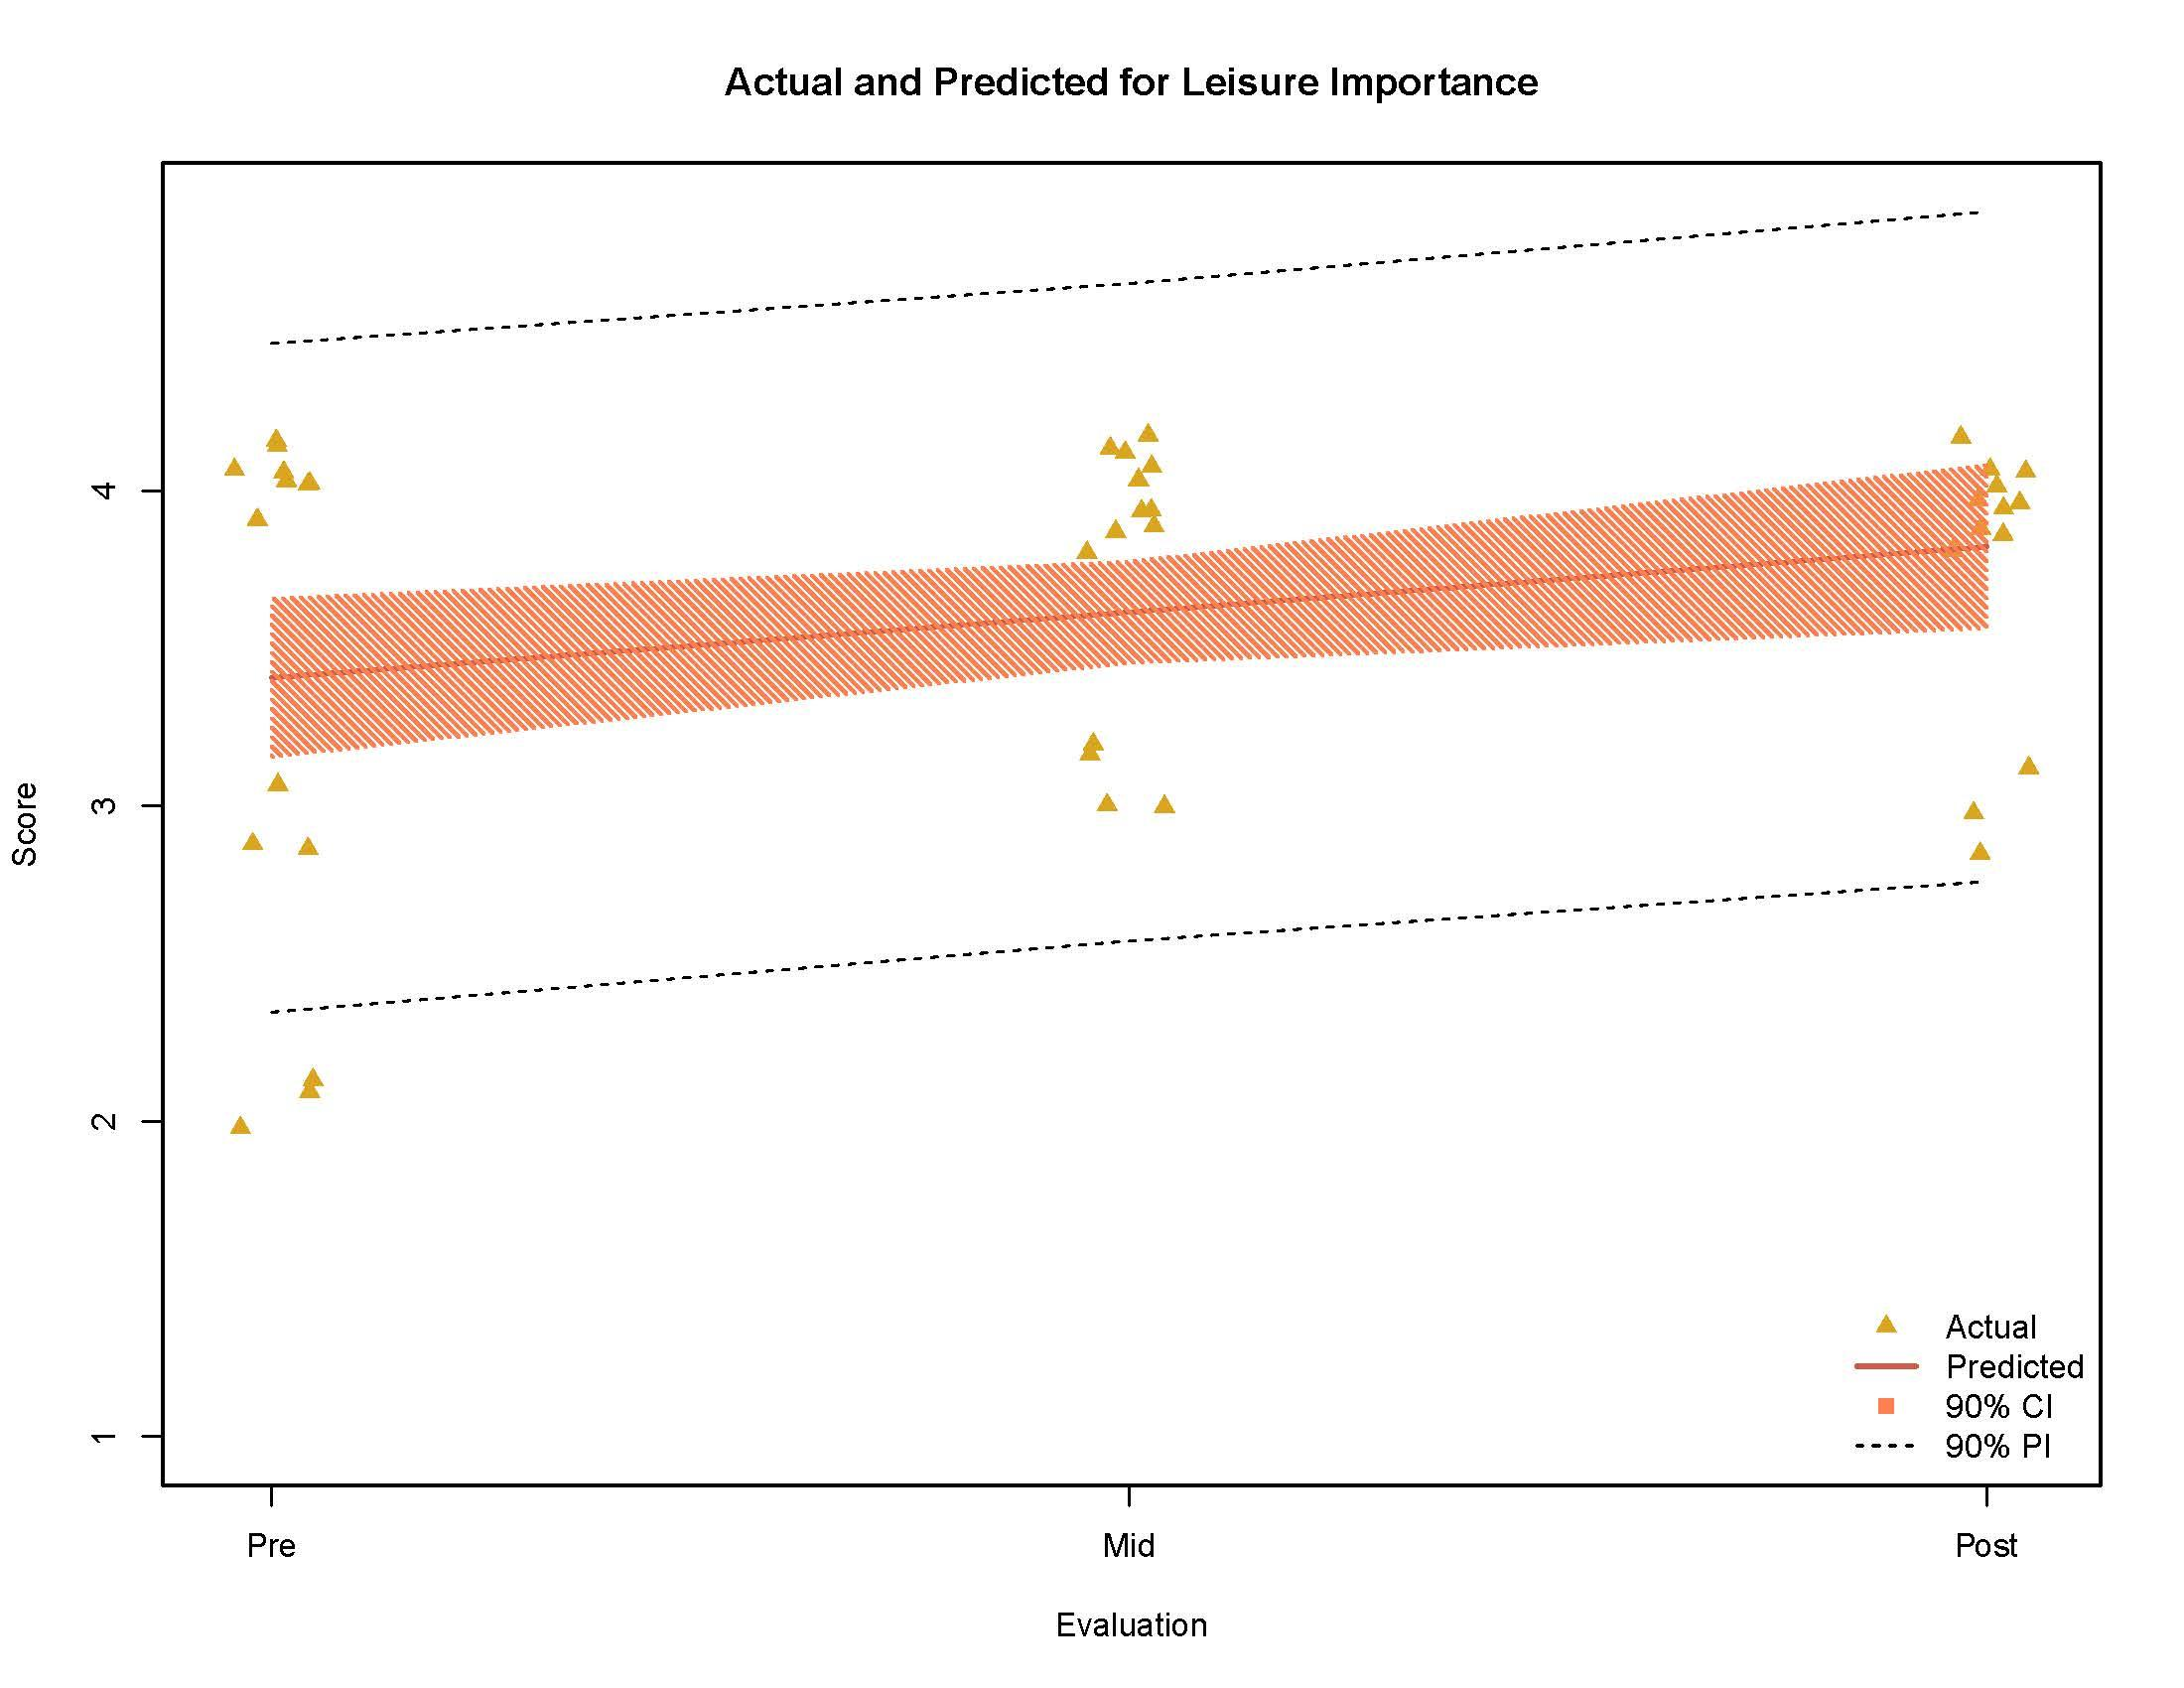 Actual and Predicted for Leisure Importance
Score
4
3
2
1
Actual
Predicted
90% CI
90% PI
Pre Mid Post
Evaluation